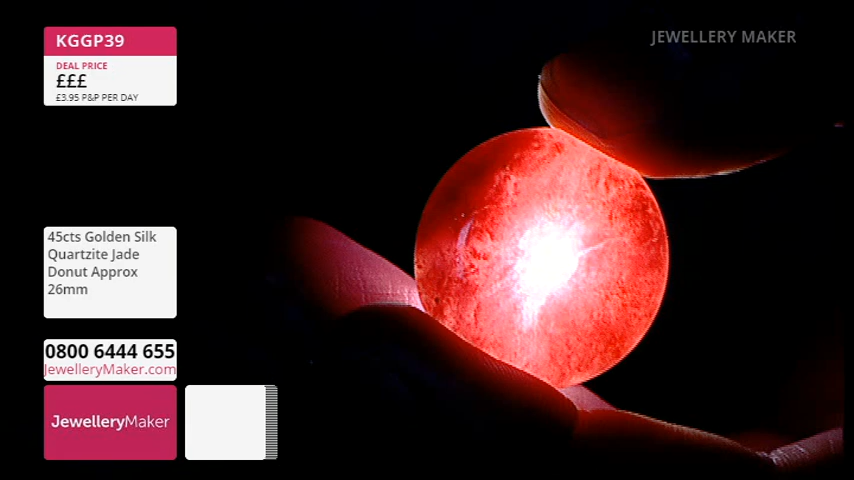 KGGP39
DEAL PRICE
£££
£3.95 P&P PER DAY
JEWELLERY MAKER
45cts Golden Silk
Quartzite Jade
Donut Approx
26mm
0800 6444 655
JewelleryMaker.com
JewelleryMaker